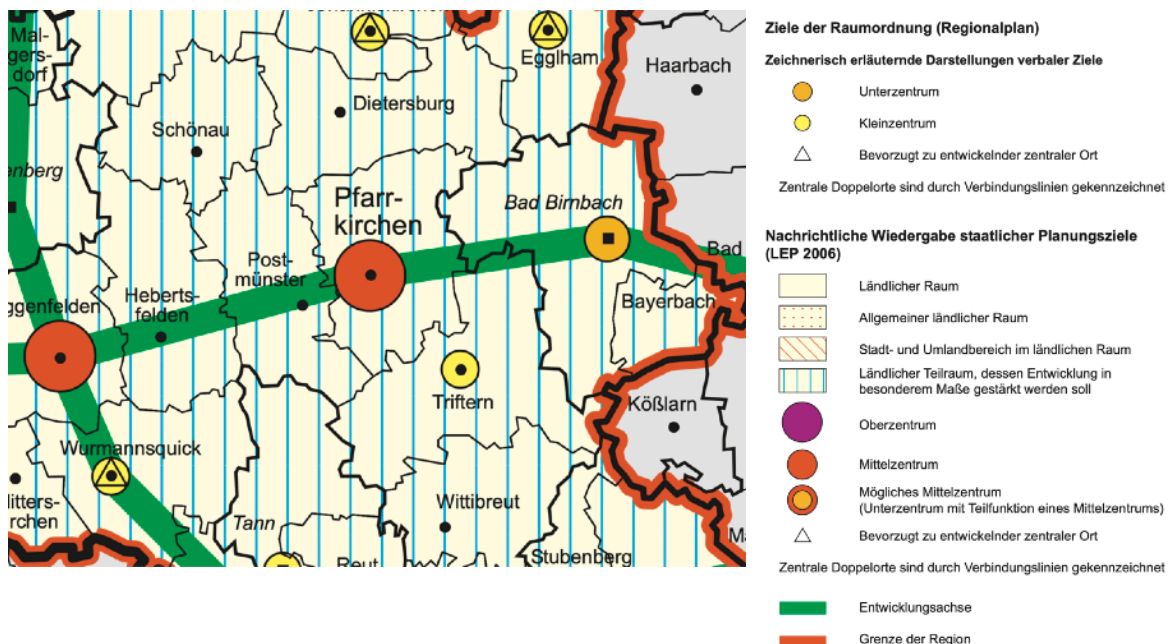 Mal-
gers-
dorf
Egglham
Haarbach
Dietersburg
Schönau
enberg
Pfarr-
kirchen
Bad Birnbach
Post-
münster
Bad
ggenfelden
Heberts-
felden
Bayerbach
Triftern
Kößlarn
Wurmannsquick
Wittibreut
itters-
rchen
Tann
Stubenberg
Reut
Ma
Ziele der Raumordnung (Regionalplan)
Zeichnerisch erläuternde Darstellungen verbaler Ziele
Unterzentrum
Kleinzentrum
Bevorzugt zu entwickelnder zentraler Ort
Zentrale Doppelorte sind durch Verbindungslinien gekennzeichnet
Nachrichtliche Wiedergabe staatlicher Planungsziele
(LEP 2006)
Ländlicher Raum
Allgemeiner ländlicher Raum
Stadt- und Umlandbereich im ländlichen Raum
Ländlicher Teilraum, dessen Entwicklung in
besonderem Maße gestärkt werden soll
Oberzentrum
Mittelzentrum
Mögliches Mittelzentrum
(Unterzentrum mit Teilfunktion eines Mittelzentrums)
Bevorzugt zu entwickelnder zentraler Ort
Zentrale Doppelorte sind durch Verbindungslinien gekennzeichnet
Entwicklungsachse
Grenze der Region